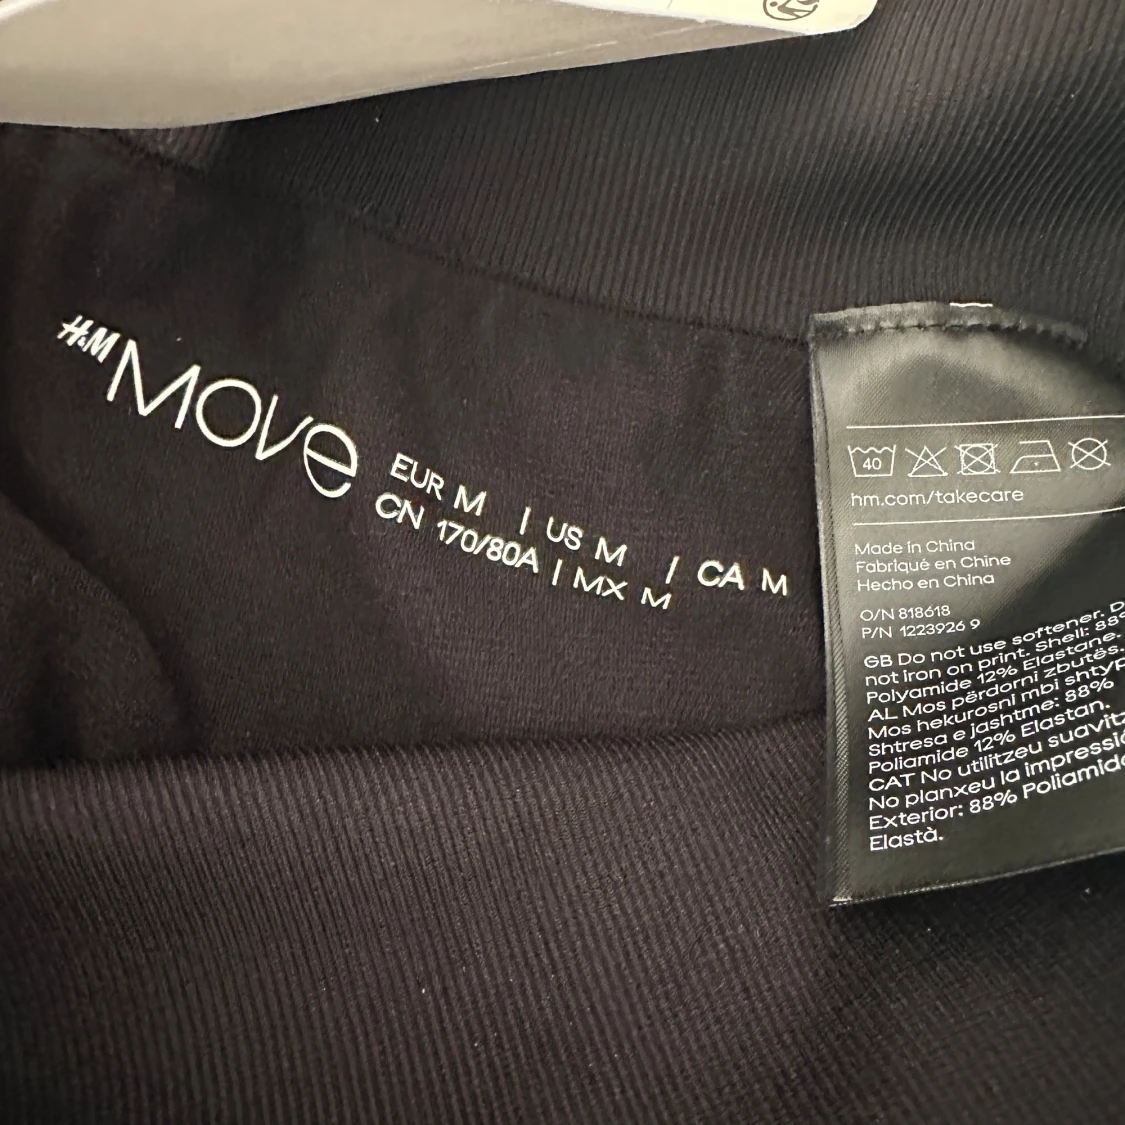 H&M MOVE
EUR M | US M | CA M
CN 170/80A | MX M
40
hm.com/takecare
Made in China
Fabriqué en Chine
Hecho en China
O/N 818618
P/N 1223926 9
GB Do not use softener. D
not iron on print. Shell: 88%
Polyamide 12% Elastane.
AL Mos përdorni zbutës.
Mos hekurosni mbi shtyp
Shtresa e jashtme: 88%
Poliamide 12% Elastan.
CAT No utilitzeu suavitz
No planxeu la impressió
Exterior: 88% Poliamida
Elastà.